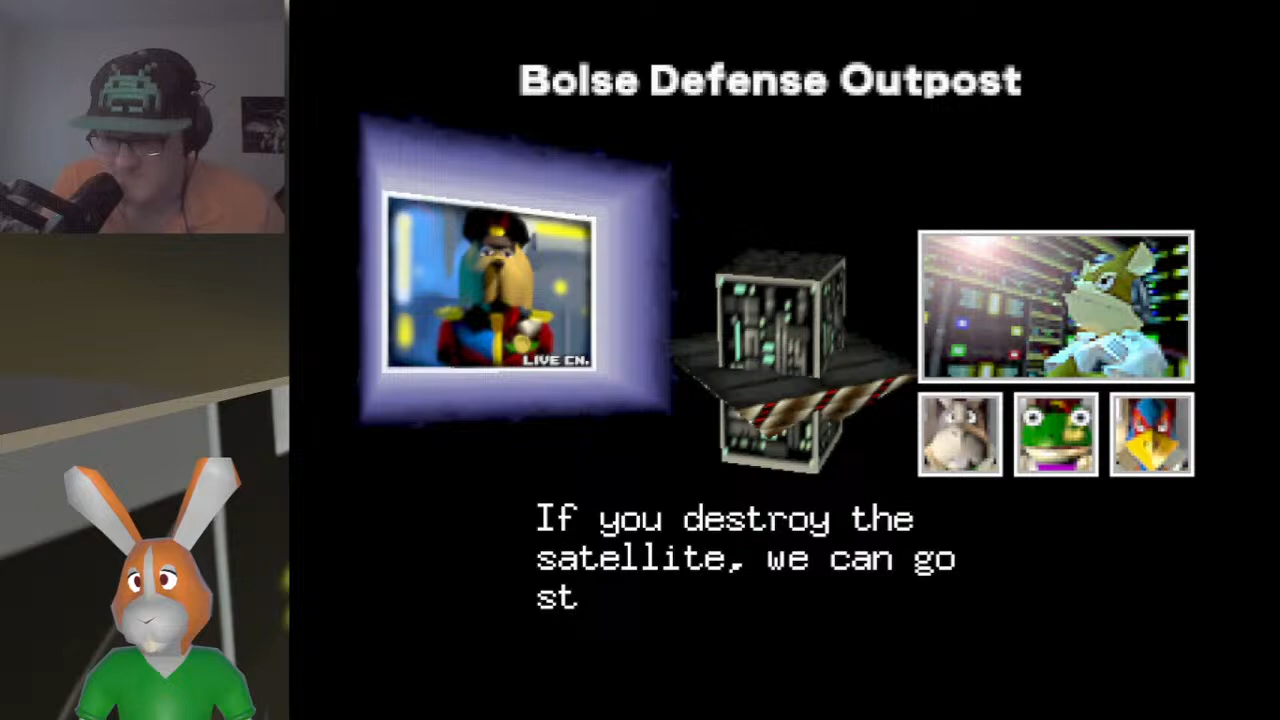 Bolse Defense Outpost
LIVE CN.
If you destroy the
satellite, we can go
st